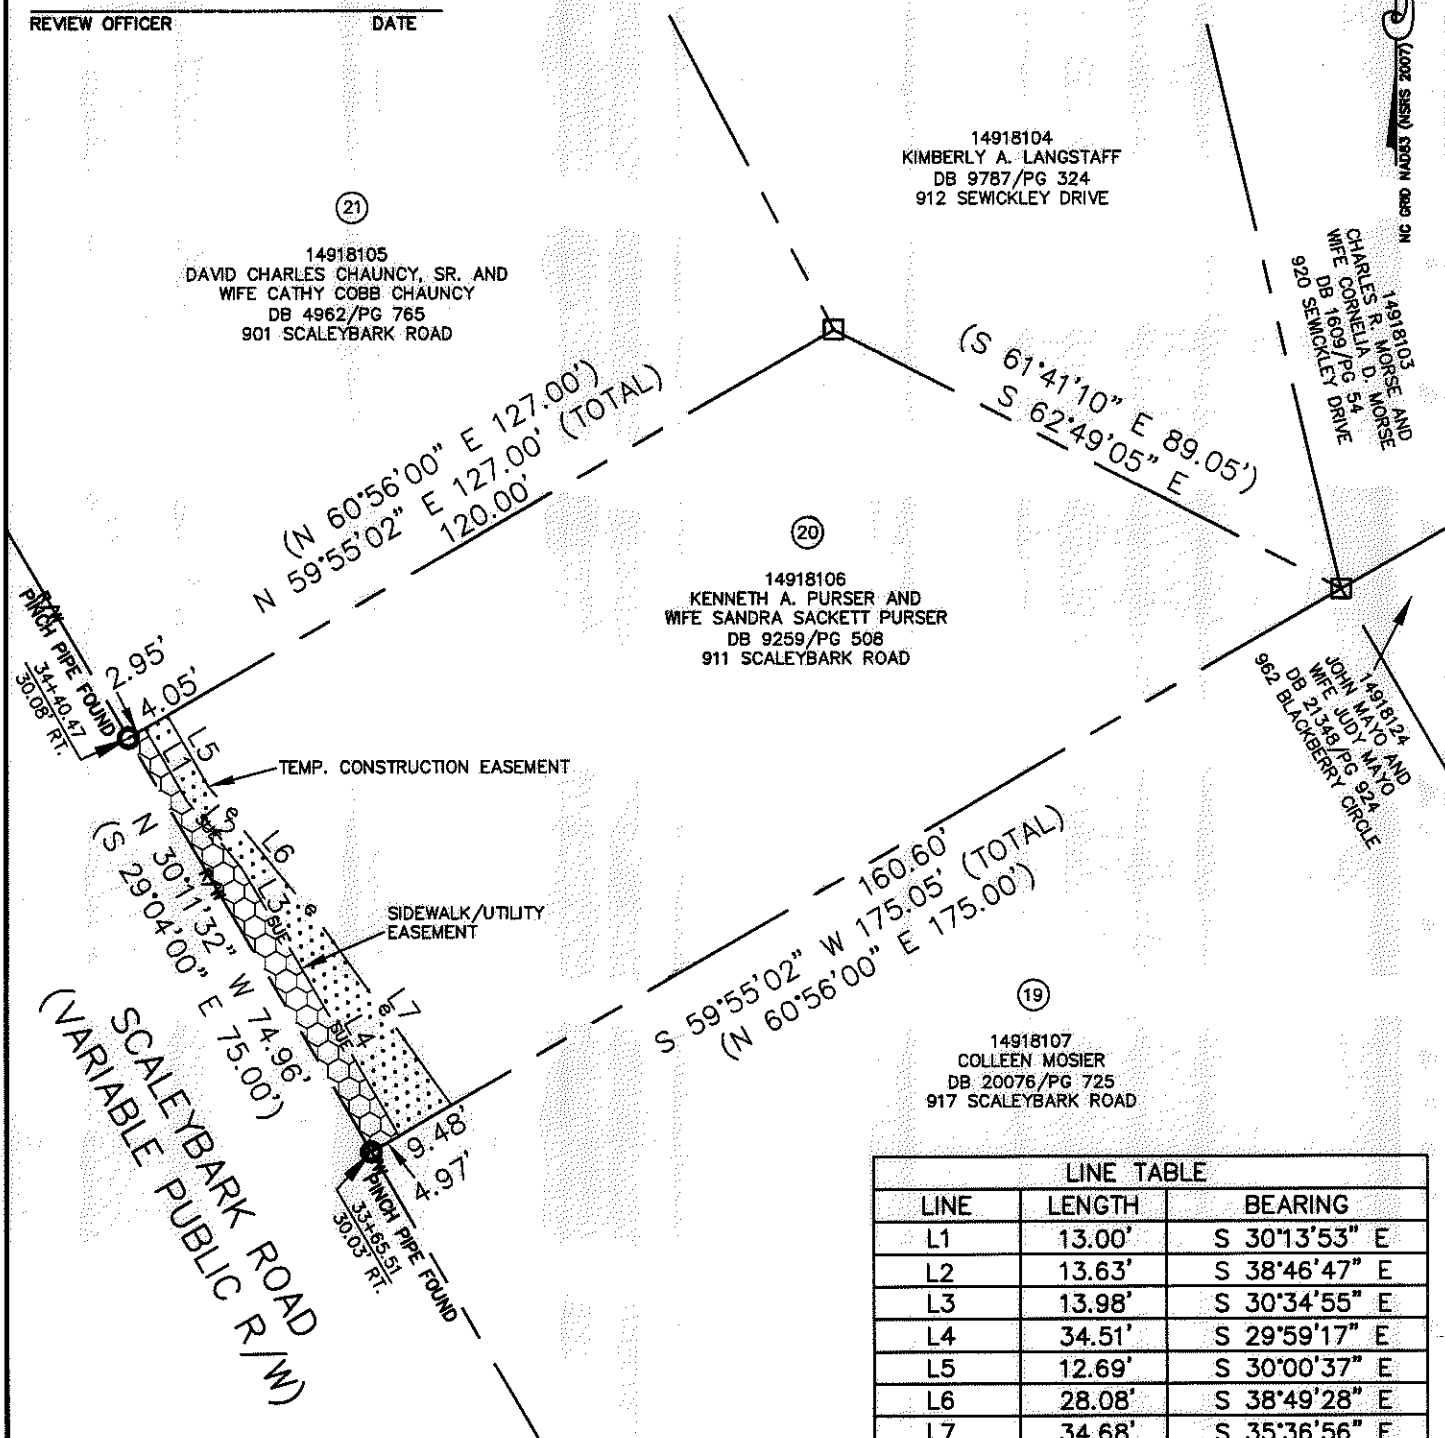 REVIEW OFFICER DATE
NC GRID NAD83 (NSRS 2007)
14918104
KIMBERLY A. LANGSTAFF
DB 9787/PG 324
912 SEWICKLEY DRIVE
21
14918105
DAVID CHARLES CHAUNCY, SR. AND
WIFE CATHY COBB CHAUNCY
DB 4962/PG 765
901 SCALEYBARK ROAD
14918103
CHARLES R. MORSE AND
WIFE CORNELIA D. MORSE
DB 1609/PG 54
920 SEWICKLEY DRIVE
(S 61°41'10" E 89.05')
S 62°49'05" E
(N 60°56'00" E 127.00')
N 59°55'02" E 127.00' (TOTAL)
120.00'
20
14918106
KENNETH A. PURSER AND
WIFE SANDRA SACKETT PURSER
DB 9259/PG 508
911 SCALEYBARK ROAD
14918124
JOHN MAYO AND
WIFE JUDY MAYO
DB 21348/PG 924
962 BLACKBERRY CIRCLE
R/W
PINCH PIPE FOUND
34+40.47
30.08' RT.
2.95'
4.05'
L1
L5
TEMP. CONSTRUCTION EASEMENT
L2
e
SUE
L6
R/W
L3
e
SUE
SIDEWALK/UTILITY
EASEMENT
N 30°11'32" W 74.96'
(S 29°04'00" E 75.00')
L7
e
L4
SUE
160.60'
S 59°55'02" W 175.05' (TOTAL)
(N 60°56'00" E 175.00')
19
14918107
COLLEEN MOSIER
DB 20076/PG 725
917 SCALEYBARK ROAD
SCALEYBARK ROAD
(VARIABLE PUBLIC R/W)
9.48'
4.97'
PINCH PIPE FOUND
33+65.51
30.03' RT.
LINE TABLE
LINE LENGTH BEARING
L1 13.00' S 30°13'53" E
L2 13.63' S 38°46'47" E
L3 13.98' S 30°34'55" E
L4 34.51' S 29°59'17" E
L5 12.69' S 30°00'37" E
L6 28.08' S 38°49'28" E
L7 34.68' S 35°36'56" E